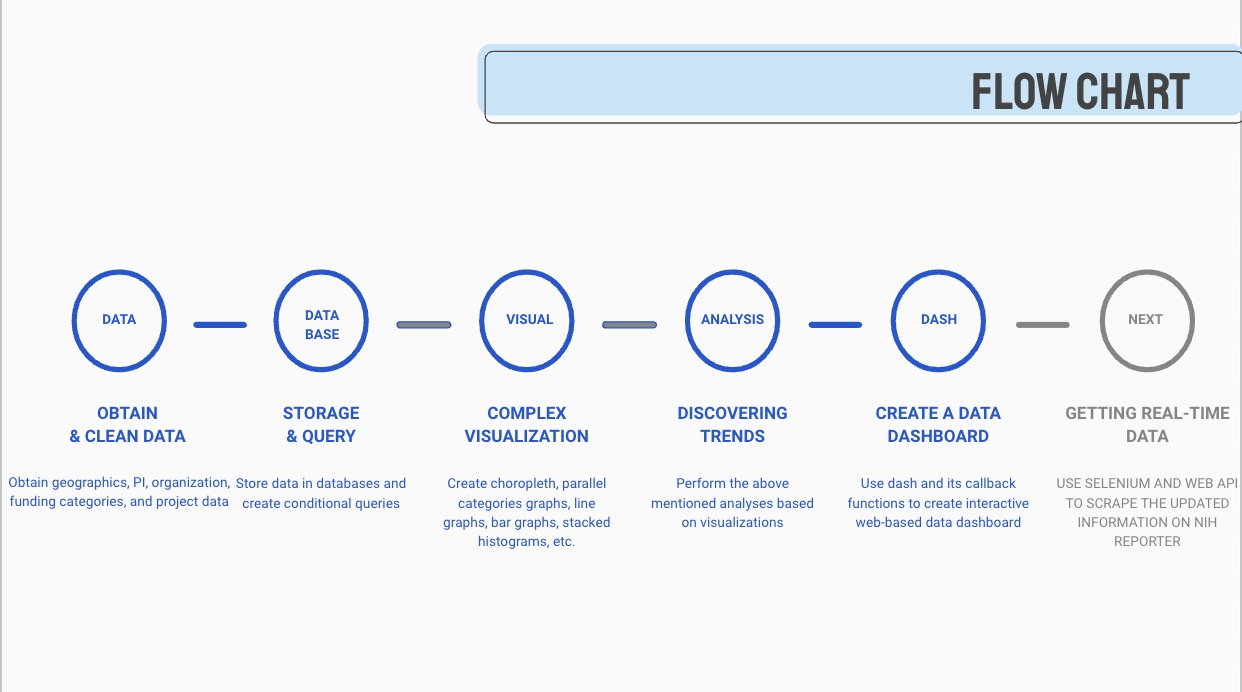 FLOW CHART
DATA
DATA
BASE
VISUAL
ANALYSIS
DASH
NEXT
OBTAIN
& CLEAN DATA
STORAGE
& QUERY
COMPLEX
VISUALIZATION
DISCOVERING
TRENDS
CREATE A DATA
DASHBOARD
GETTING REAL-TIME
DATA
Obtain geographics, PI, organization,
funding categories, and project data
Store data in databases and
create conditional queries
Create choropleth, parallel
categories graphs, line
graphs, bar graphs, stacked
histograms, etc.
Perform the above
mentioned analyses based
on visualizations
Use dash and its callback
functions to create interactive
web-based data dashboard
USE SELENIUM AND WEB API
TO SCRAPE THE UPDATED
INFORMATION ON NIH
REPORTER